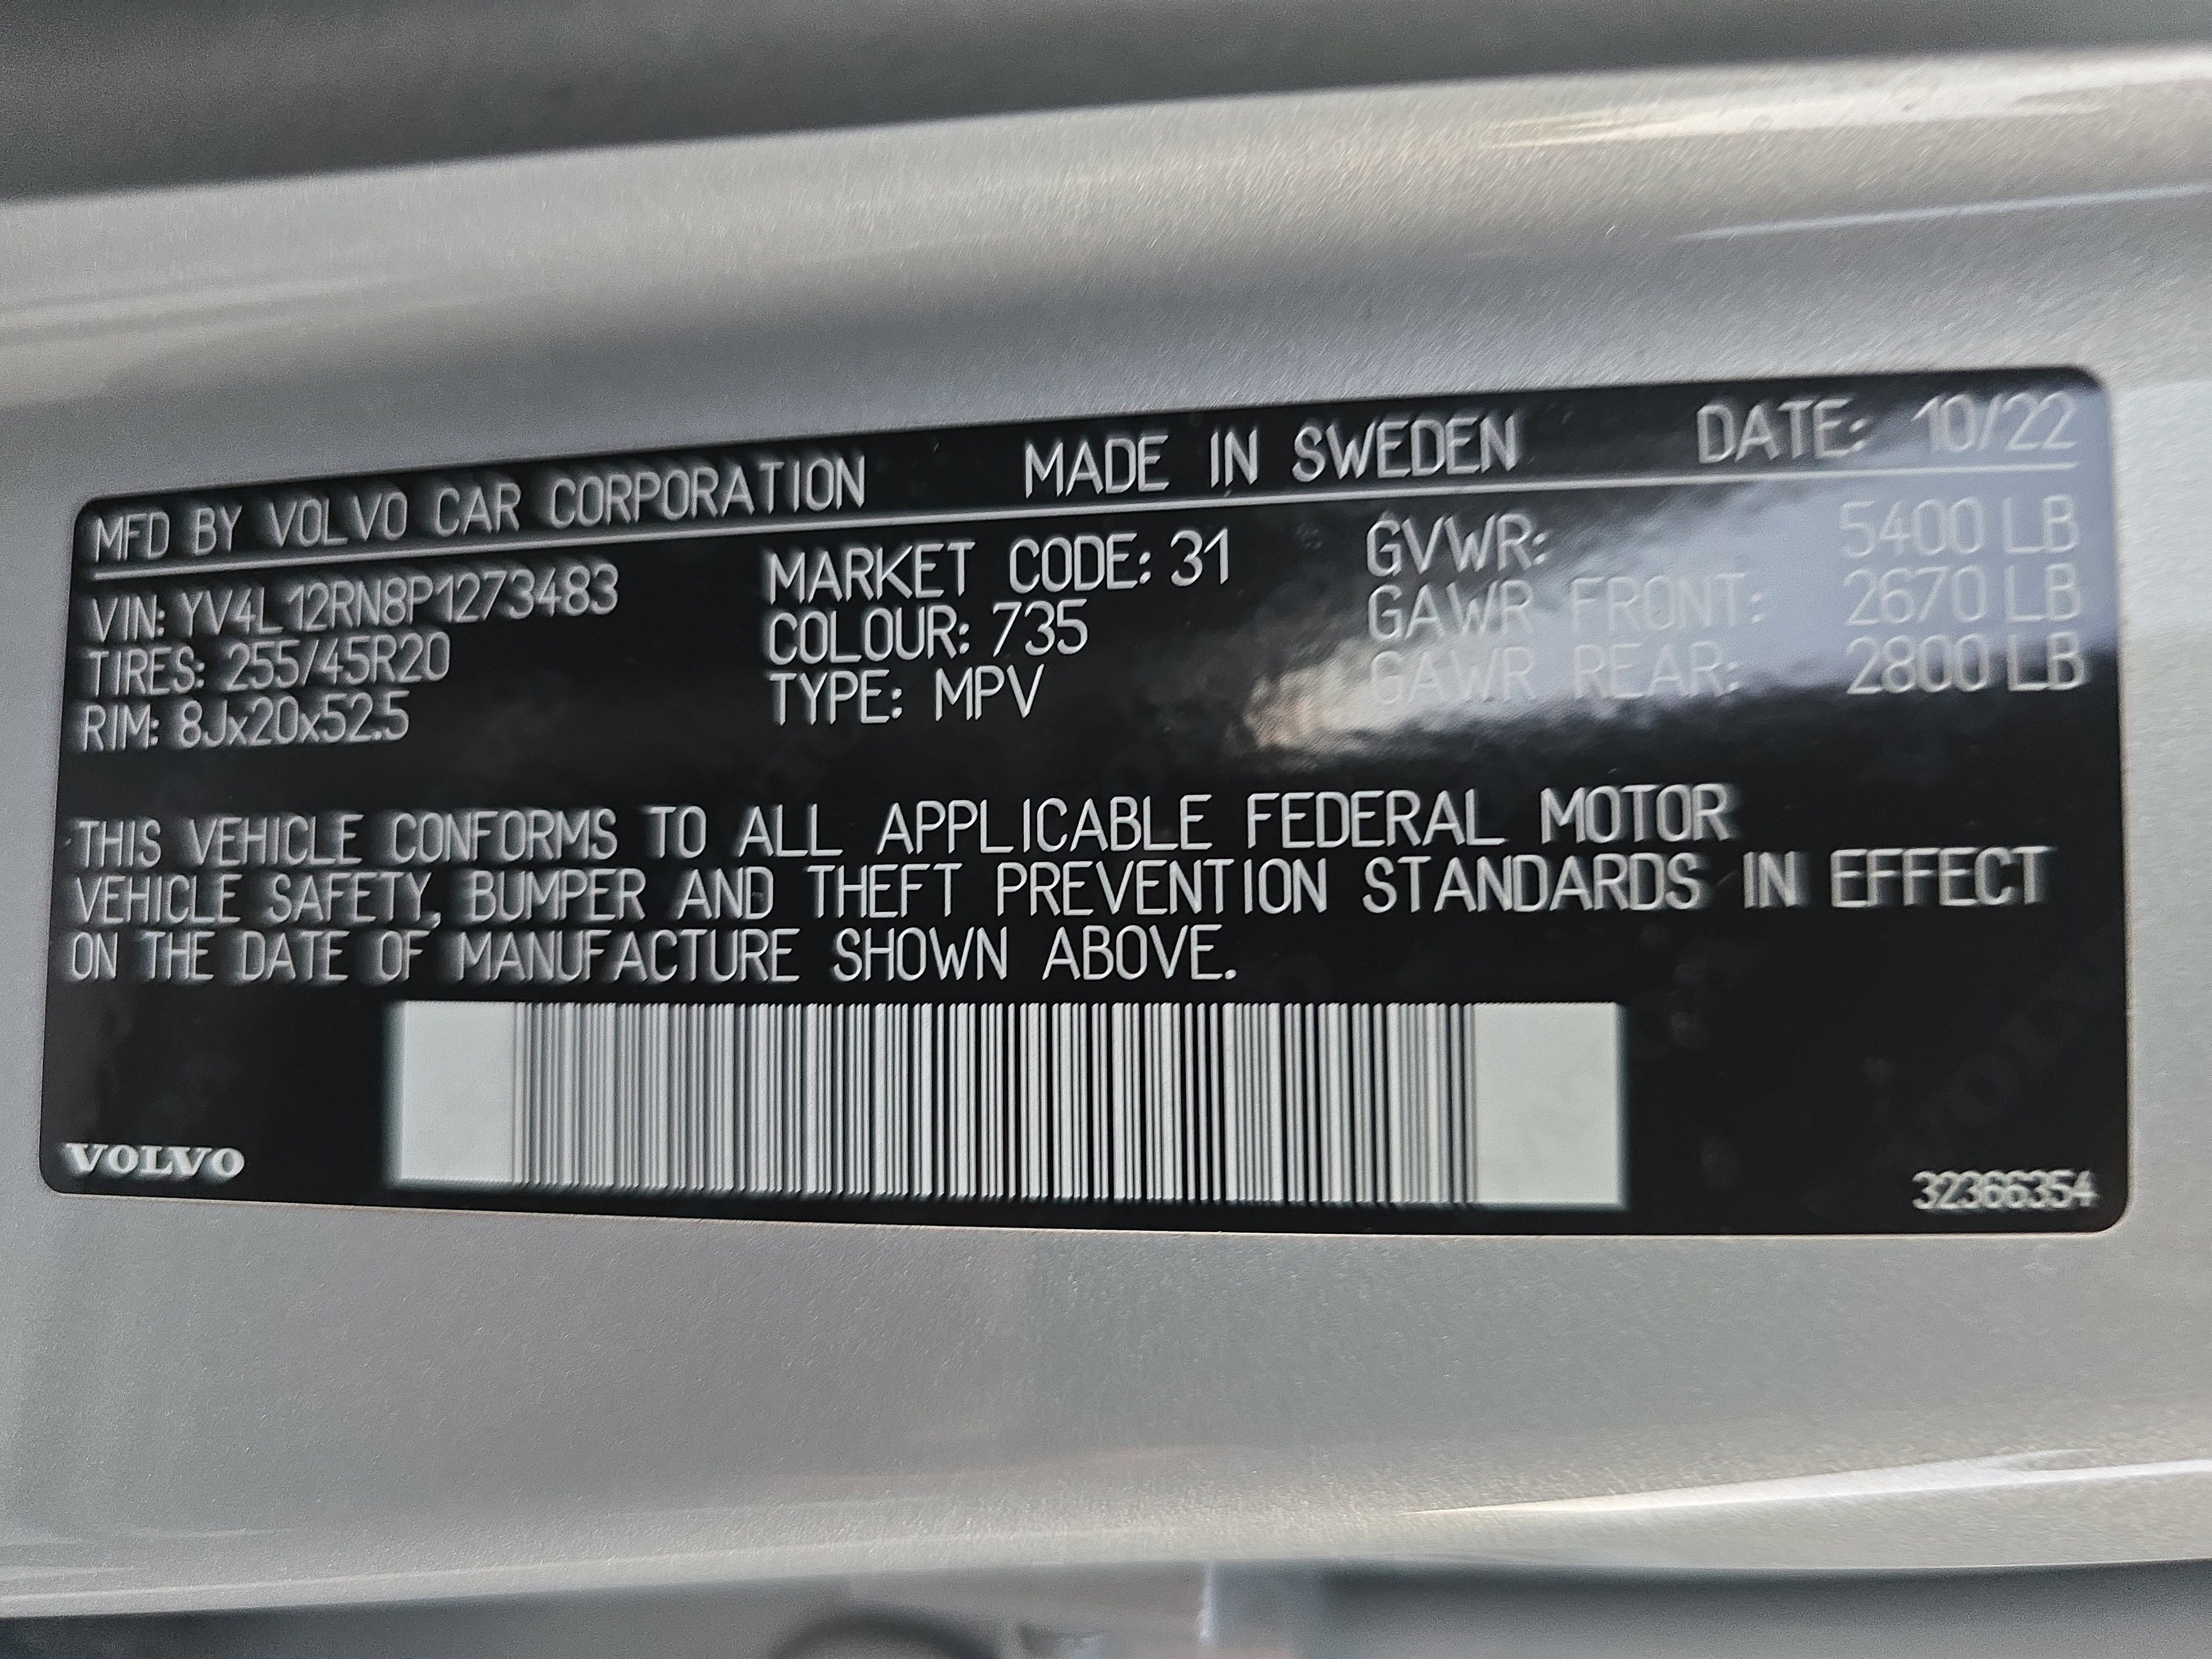 MFD BY VOLVO CAR CORPORATION MADE IN SWEDEN DATE: 10/22
VIN: YV4L12RN8P1273483 MARKET CODE: 31 GVWR: 5400 LB
TIRES: 255/45R20 COLOUR: 735 GAWR FRONT: 2670 LB
RIM: 8Jx20x52.5 TYPE: MPV GAWR REAR: 2800 LB
THIS VEHICLE CONFORMS TO ALL APPLICABLE FEDERAL MOTOR
VEHICLE SAFETY, BUMPER AND THEFT PREVENTION STANDARDS IN EFFECT
ON THE DATE OF MANUFACTURE SHOWN ABOVE.
VOLVO 32366354